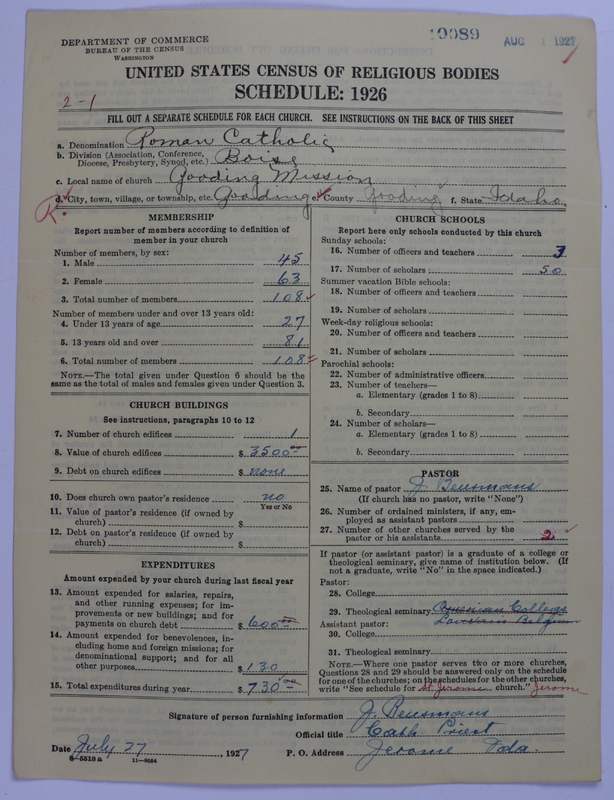 DEPARTMENT OF COMMERCE
BUREAU OF THE CENSUS
WASHINGTON
19089
AUG 1 1927
UNITED STATES CENSUS OF RELIGIOUS BODIES
SCHEDULE: 1926
2-1
FILL OUT A SEPARATE SCHEDULE FOR EACH CHURCH. SEE INSTRUCTIONS ON THE BACK OF THIS SHEET
a. Denomination Roman Catholic
b. Division (Association, Conference, Diocese, Presbytery, Synod, etc.) Boise
c. Local name of church Gooding Mission
R.
d. City, town, village, or township, etc. Gooding e. County Gooding f. State Idaho
MEMBERSHIP
Report number of members according to definition of
member in your church
Number of members, by sex:
1. Male 45
2. Female 63
3. Total number of members 108
Number of members under and over 13 years old:
4. Under 13 years of age 27
5. 13 years old and over 81
6. Total number of members 108
NOTE.—The total given under Question 6 should be
same as the total of males and females given under Question 3.
CHURCH BUILDINGS
See instructions, paragraphs 10 to 12
7. Number of church edifices 1
8. Value of church edifices $ 3500.00
9. Debt on church edifices $ none
10. Does church own pastor's residence no
Yes or No
11. Value of pastor's residence (if owned by
church) $
12. Debt on pastor's residence (if owned by
church) $
EXPENDITURES
Amount expended by your church during last fiscal year
13. Amount expended for salaries, repairs,
and other running expenses; for im-
provements or new buildings; and for
payments on church debt $ 600.00
14. Amount expended for benevolences, in-
cluding home and foreign missions; for
denominational support; and for all
other purposes $ 130
15. Total expenditures during year $ 730.00
CHURCH SCHOOLS
Report here only schools conducted by this church
Sunday schools:
16. Number of officers and teachers 3
17. Number of scholars 50
Summer vacation Bible schools:
18. Number of officers and teachers
19. Number of scholars
Week-day religious schools:
20. Number of officers and teachers
21. Number of scholars
Parochial schools:
22. Number of administrative officers
23. Number of teachers—
a. Elementary (grades 1 to 8)
b. Secondary
24. Number of scholars—
a. Elementary (grades 1 to 8)
b. Secondary
PASTOR
25. Name of pastor J. Beusmans
(If church has no pastor, write "None")
26. Number of ordained ministers, if any, em-
ployed as assistant pastors
27. Number of other churches served by the
pastor or his assistants 2
If pastor (or assistant pastor) is a graduate of a college or
theological seminary, give name of institution below. (If
not a graduate, write "No" in the space indicated.)
Pastor:
28. College
29. Theological seminary American College
Louvain Belgium
Assistant pastor:
30. College
31. Theological seminary
NOTE.—Where one pastor serves two or more churches,
Questions 28 and 29 should be answered only on the schedule
for one of the churches; on the schedules for the other churches,
write "See schedule for St. Jeromes church." Jerome
Signature of person furnishing information J. Beusmans
Official title Cath. Priest
Date July 27, 1927
P. O. Address Jerome Ida.
8-5518 a 11-9654